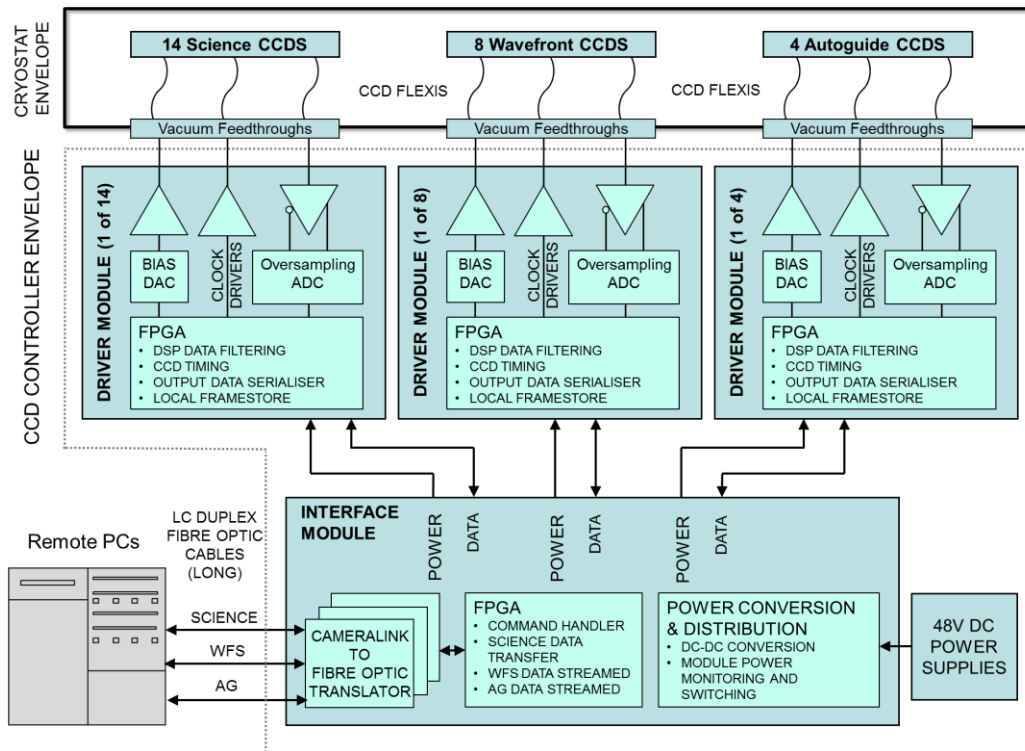 CRYOSTAT
ENVELOPE
14 Science CCDS
8 Wavefront CCDS
4 Autoguide CCDS
CCD FLEXIS
CCD FLEXIS
Vacuum Feedthroughs
Vacuum Feedthroughs
Vacuum Feedthroughs
CCD CONTROLLER ENVELOPE
DRIVER MODULE (1 of 14)
BIAS
DAC
CLOCK
DRIVERS
Oversampling
ADC
FPGA
• DSP DATA FILTERING
• CCD TIMING
• OUTPUT DATA SERIALISER
• LOCAL FRAMESTORE
DRIVER MODULE (1 of 8)
BIAS
DAC
CLOCK
DRIVERS
Oversampling
ADC
FPGA
• DSP DATA FILTERING
• CCD TIMING
• OUTPUT DATA SERIALISER
• LOCAL FRAMESTORE
DRIVER MODULE (1 of 4)
BIAS
DAC
CLOCK
DRIVERS
Oversampling
ADC
FPGA
• DSP DATA FILTERING
• CCD TIMING
• OUTPUT DATA SERIALISER
• LOCAL FRAMESTORE
INTERFACE
MODULE
POWER
DATA
POWER
DATA
POWER
DATA
LC DUPLEX
FIBRE OPTIC
CABLES
(LONG)
Remote PCs
SCIENCE
WFS
AG
CAMERALINK
TO
FIBRE OPTIC
TRANSLATOR
FPGA
• COMMAND HANDLER
• SCIENCE DATA
TRANSFER
• WFS DATA STREAMED
• AG DATA STREAMED
POWER CONVERSION
& DISTRIBUTION
• DC-DC CONVERSION
• MODULE POWER
MONITORING AND
SWITCHING
48V DC
POWER
SUPPLIES